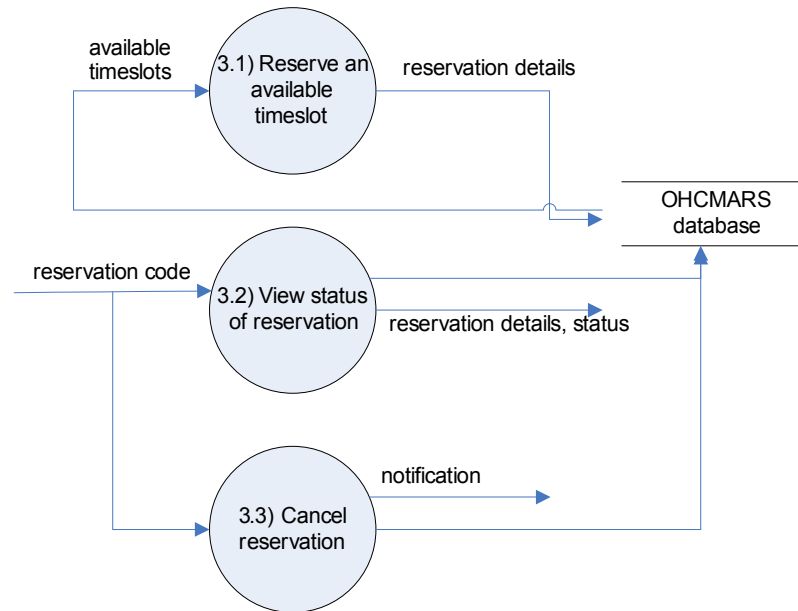 available
timeslots
3.1) Reserve an
available
timeslot
reservation details
OHCMARS
database
reservation code
3.2) View status
of reservation
reservation details, status
notification
3.3) Cancel
reservation